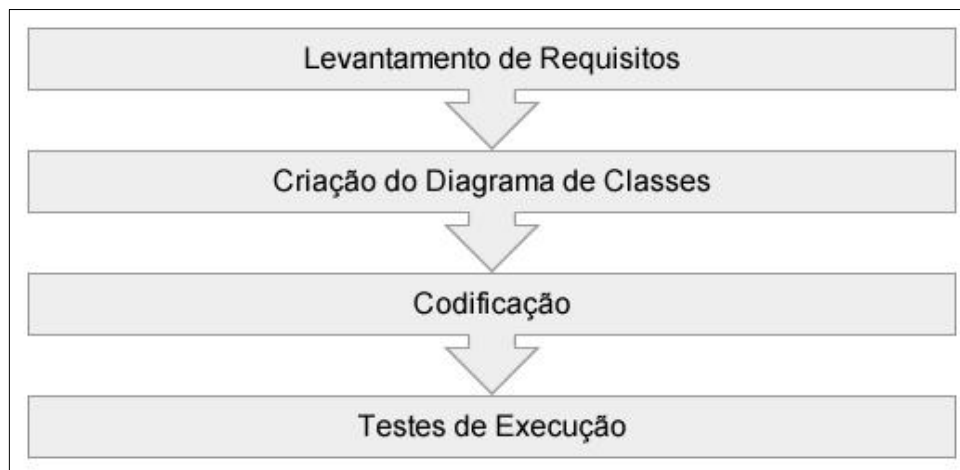 Levantamento de Requisitos
Criação do Diagrama de Classes
Codificação
Testes de Execução